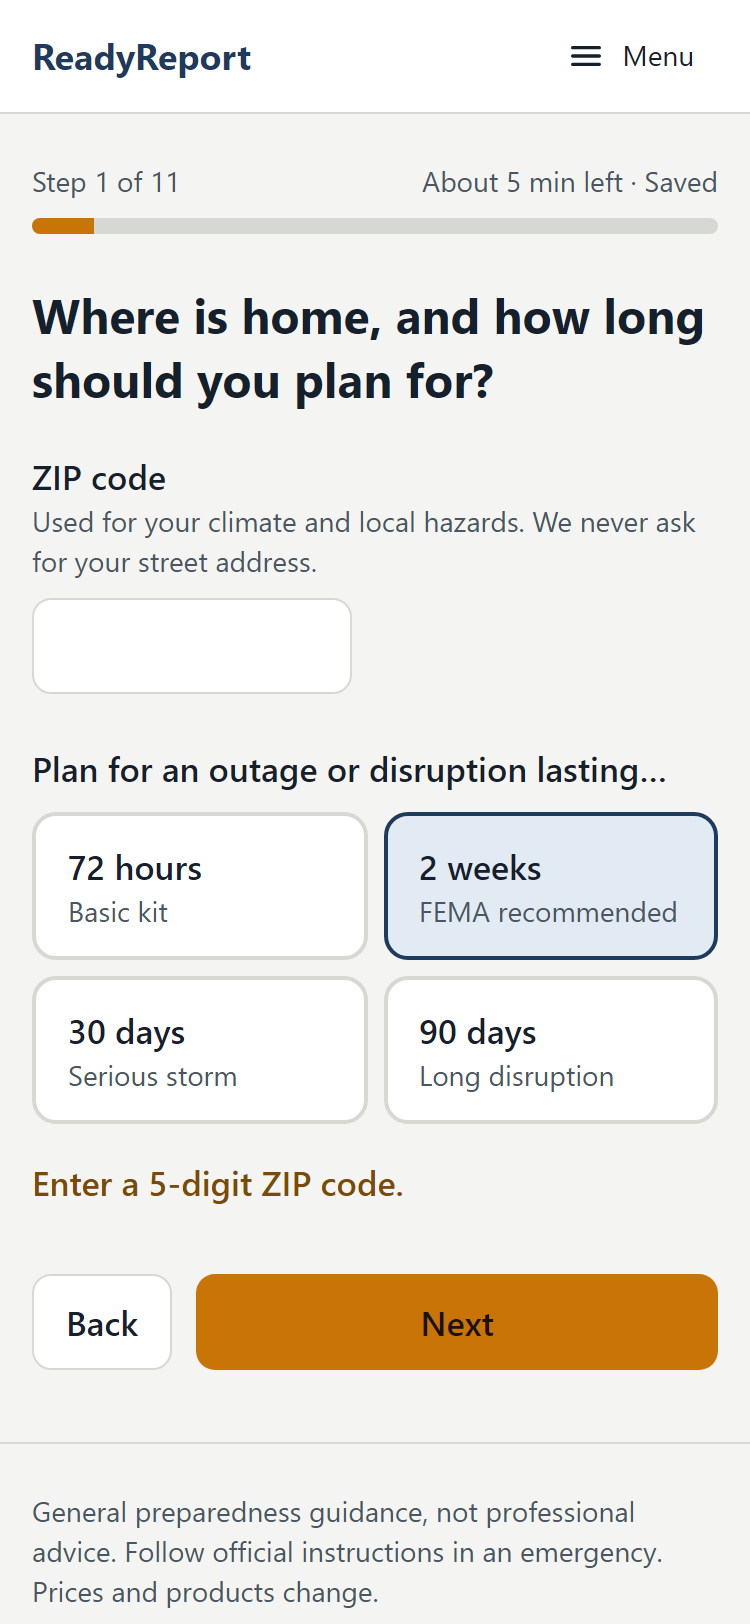 ReadyReport
Menu
Step 1 of 11
About 5 min left · Saved
Where is home, and how long
should you plan for?
ZIP code
Used for your climate and local hazards. We never ask
for your street address.
Plan for an outage or disruption lasting...
72 hours
Basic kit
2 weeks
FEMA recommended
30 days
Serious storm
90 days
Long disruption
Enter a 5-digit ZIP code.
Back
Next
General preparedness guidance, not professional
advice. Follow official instructions in an emergency.
Prices and products change.